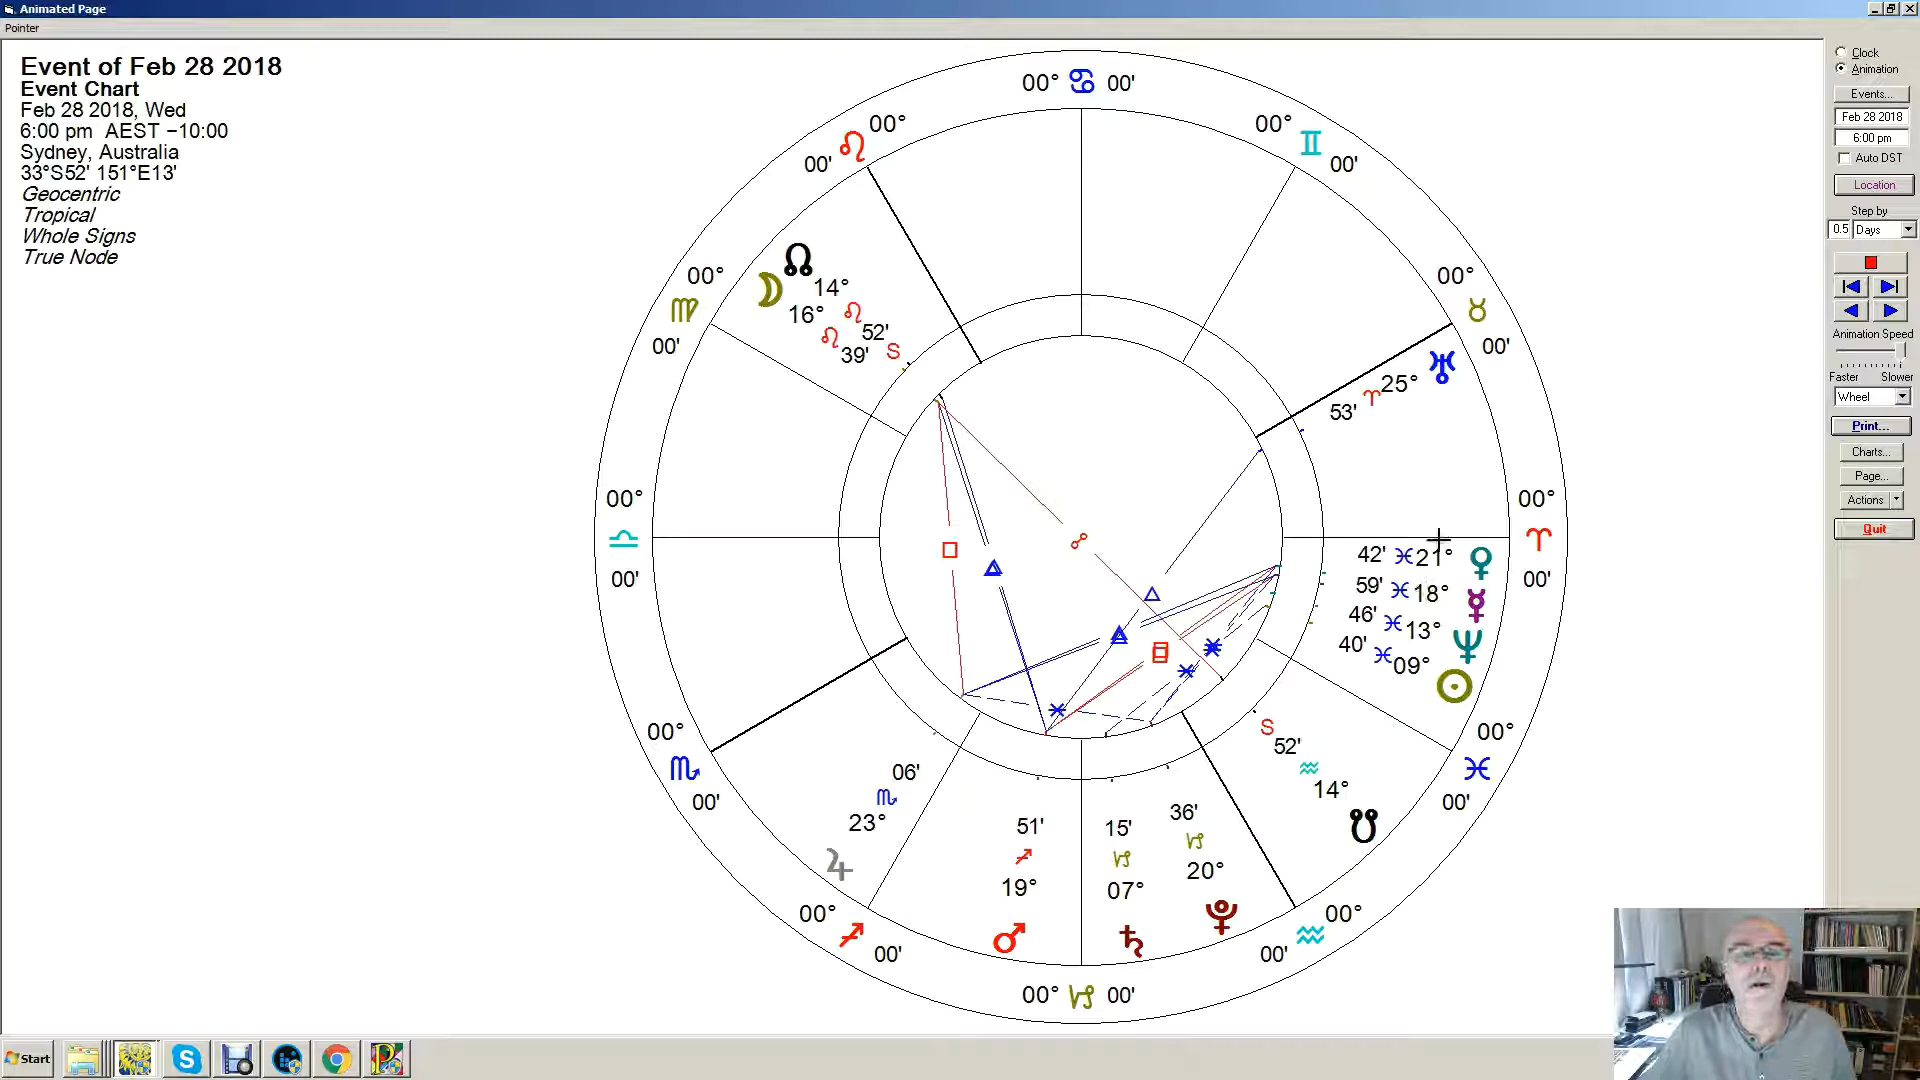 Animated Page
Pointer
Event of Feb 28 2018
Event Chart
Feb 28 2018, Wed
6:00 pm AEST −10:00
Sydney, Australia
33°S52' 151°E13'
Geocentric
Tropical
Whole Signs
True Node
00° ♋ 00'
00° ♊ 00'
00° ♉ 00'
00° ♈ 00'
00° ♓ 00'
00° ♒ 00'
00° ♑ 00'
00° ♐ 00'
00° ♏ 00'
00° ♎ 00'
00° ♍ 00'
00° ♌ 00'
☊ 14° ♌ 52' S
☽ 16° ♌ 39'
♅ 25° ♈ 53'
42' ♓ 21° ♀
59' ♓ 18° ☿
46' ♓ 13° ♆
40' ♓ 09° ☉
S 52' ♒ 14° ☋
36' ♑ 20° ♇
15' ♑ 07° ♄
51' ♐ 19° ♂
06' ♏ 23° ♃
Clock
Animation
Events...
Feb 28 2018
6:00 pm
Auto DST
Location
Step by
0.5 Days
Animation Speed
Faster Slower
Wheel
Print...
Charts...
Page...
Actions
Quit
Start